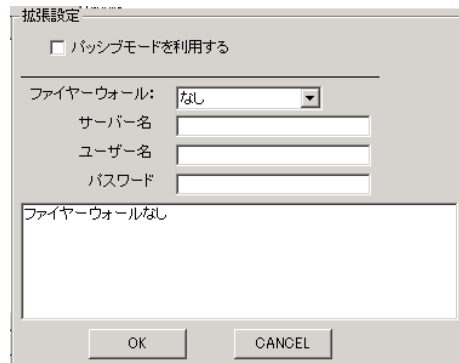 拡張設定
パッシブモードを利用する
ファイヤーウォール: なし
サーバー名
ユーザー名
パスワード
ファイヤーウォールなし
OK CANCEL